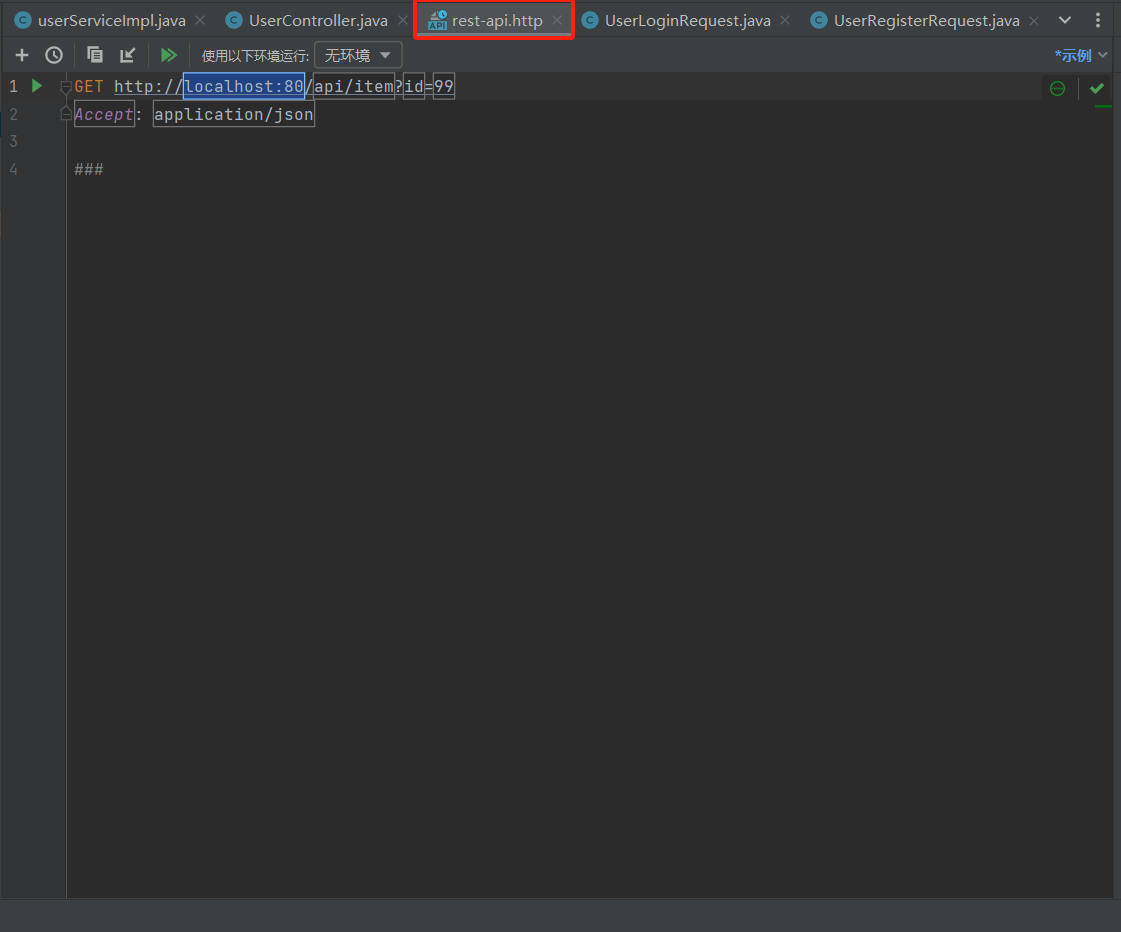 userServiceImpl.java UserController.java rest-api.http UserLoginRequest.java UserRegisterRequest.java
使用以下环境运行: 无环境 *示例
1 GET http://localhost:80/api/item?id=99
2 Accept: application/json
3
4 ###